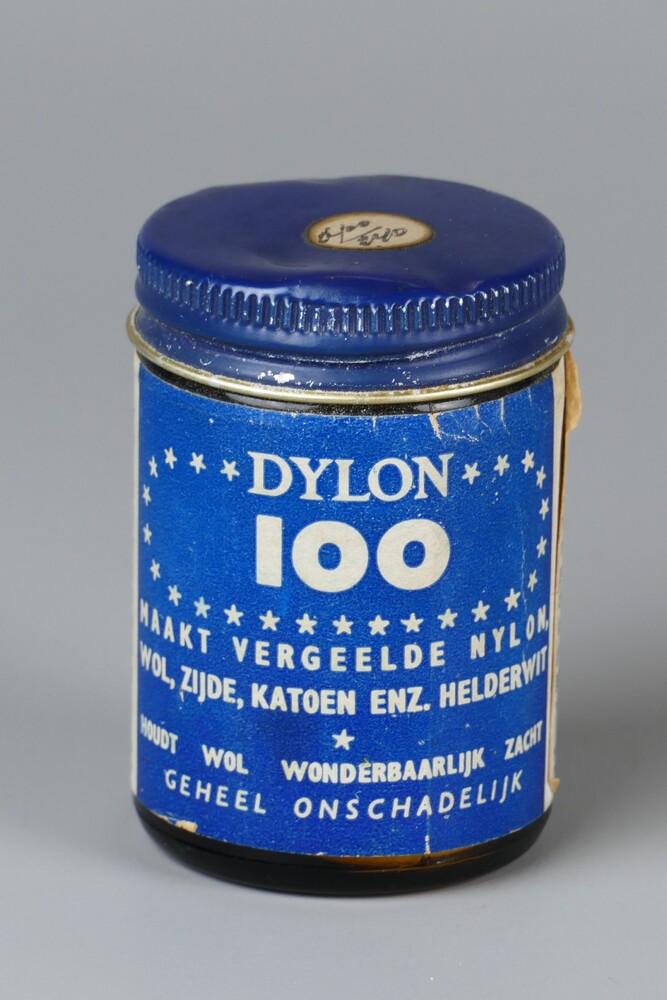 DYLON
100
MAAKT VERGEELDE NYLON,
WOL, ZIJDE, KATOEN ENZ. HELDERWIT
HOUDT WOL WONDERBAARLIJK ZACHT
GEHEEL ONSCHADELIJK